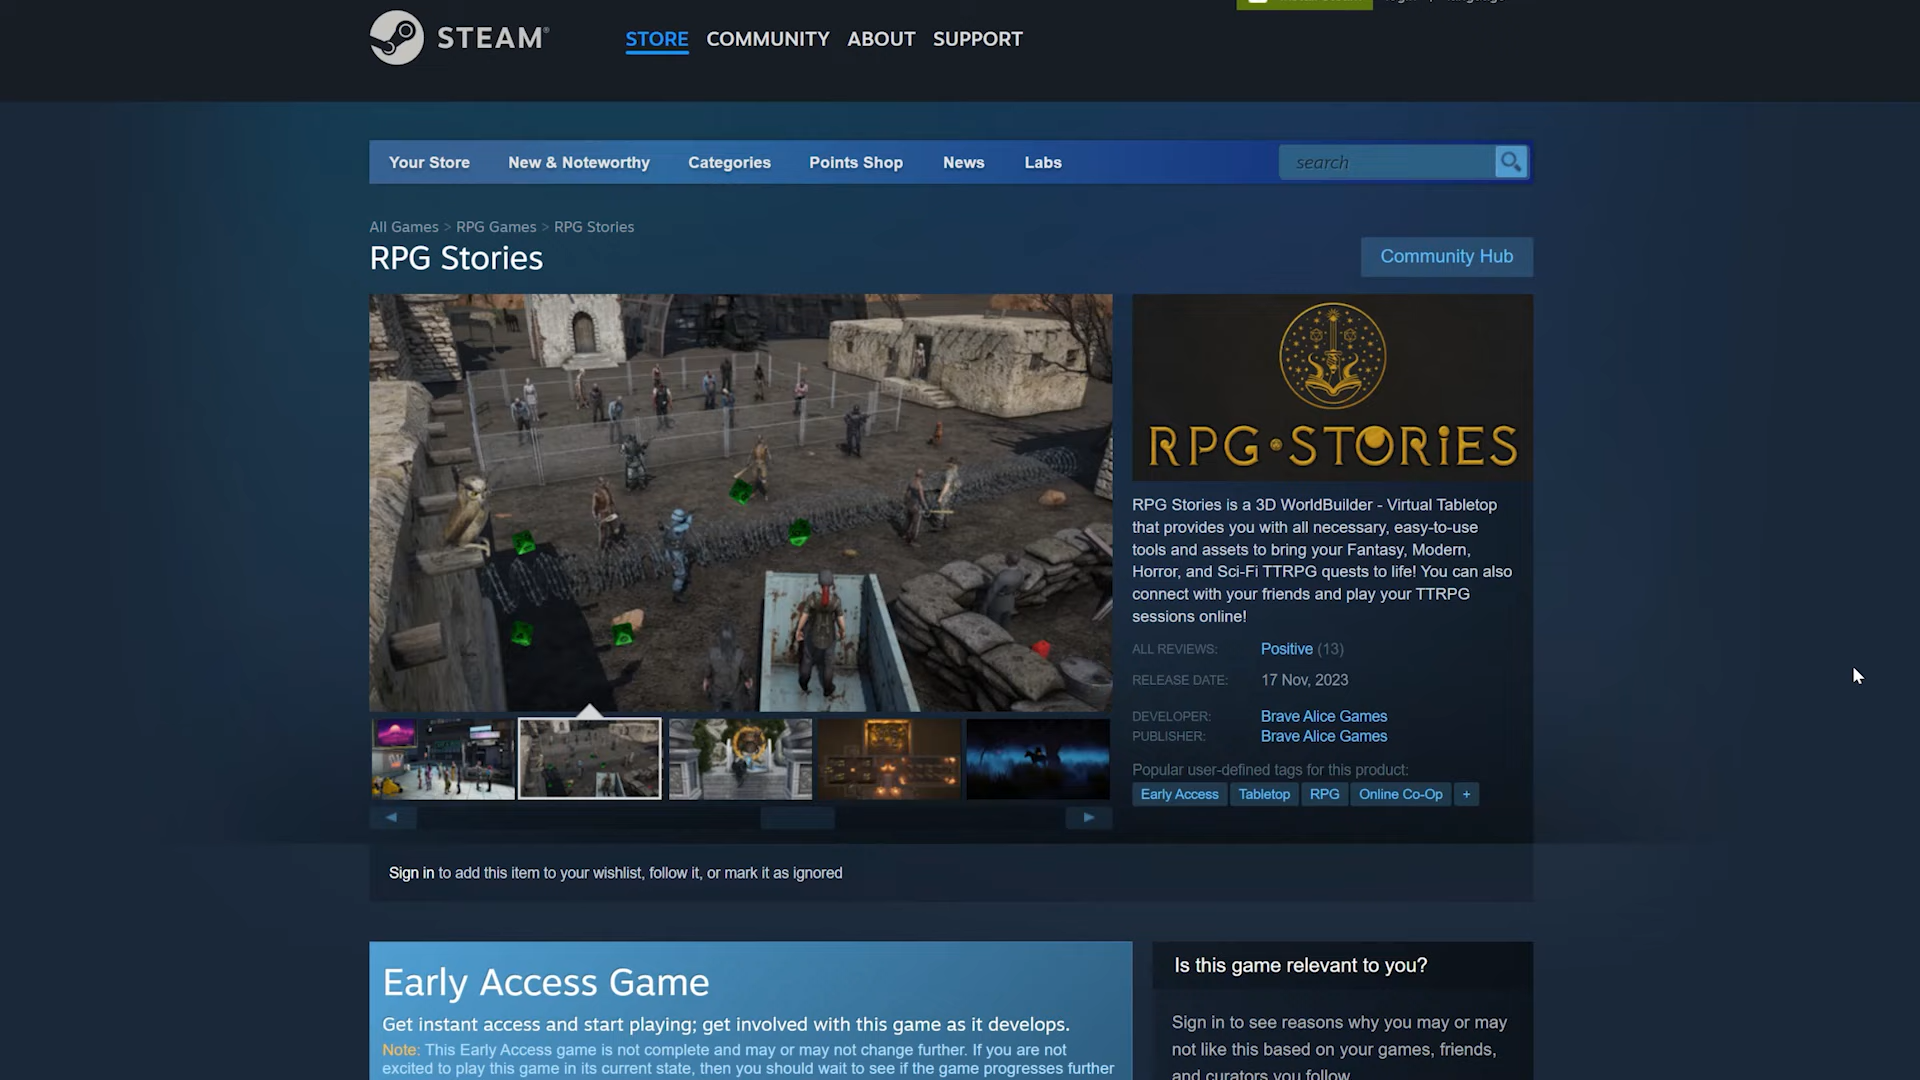 STEAM®
STORE COMMUNITY ABOUT SUPPORT
Your Store New & Noteworthy Categories Points Shop News Labs search
All Games > RPG Games > RPG Stories
RPG Stories
Community Hub
RPG STORIES
RPG Stories is a 3D WorldBuilder - Virtual Tabletop
that provides you with all necessary, easy-to-use
tools and assets to bring your Fantasy, Modern,
Horror, and Sci-Fi TTRPG quests to life! You can also
connect with your friends and play your TTRPG
sessions online!
ALL REVIEWS: Positive (13)
RELEASE DATE: 17 Nov, 2023
DEVELOPER: Brave Alice Games
PUBLISHER: Brave Alice Games
Popular user-defined tags for this product:
Early Access Tabletop RPG Online Co-Op +
Sign in to add this item to your wishlist, follow it, or mark it as ignored
Early Access Game
Get instant access and start playing; get involved with this game as it develops.
Note: This Early Access game is not complete and may or may not change further. If you are not
excited to play this game in its current state, then you should wait to see if the game progresses further
Is this game relevant to you?
Sign in to see reasons why you may or may
not like this based on your games, friends,
and curators you follow.